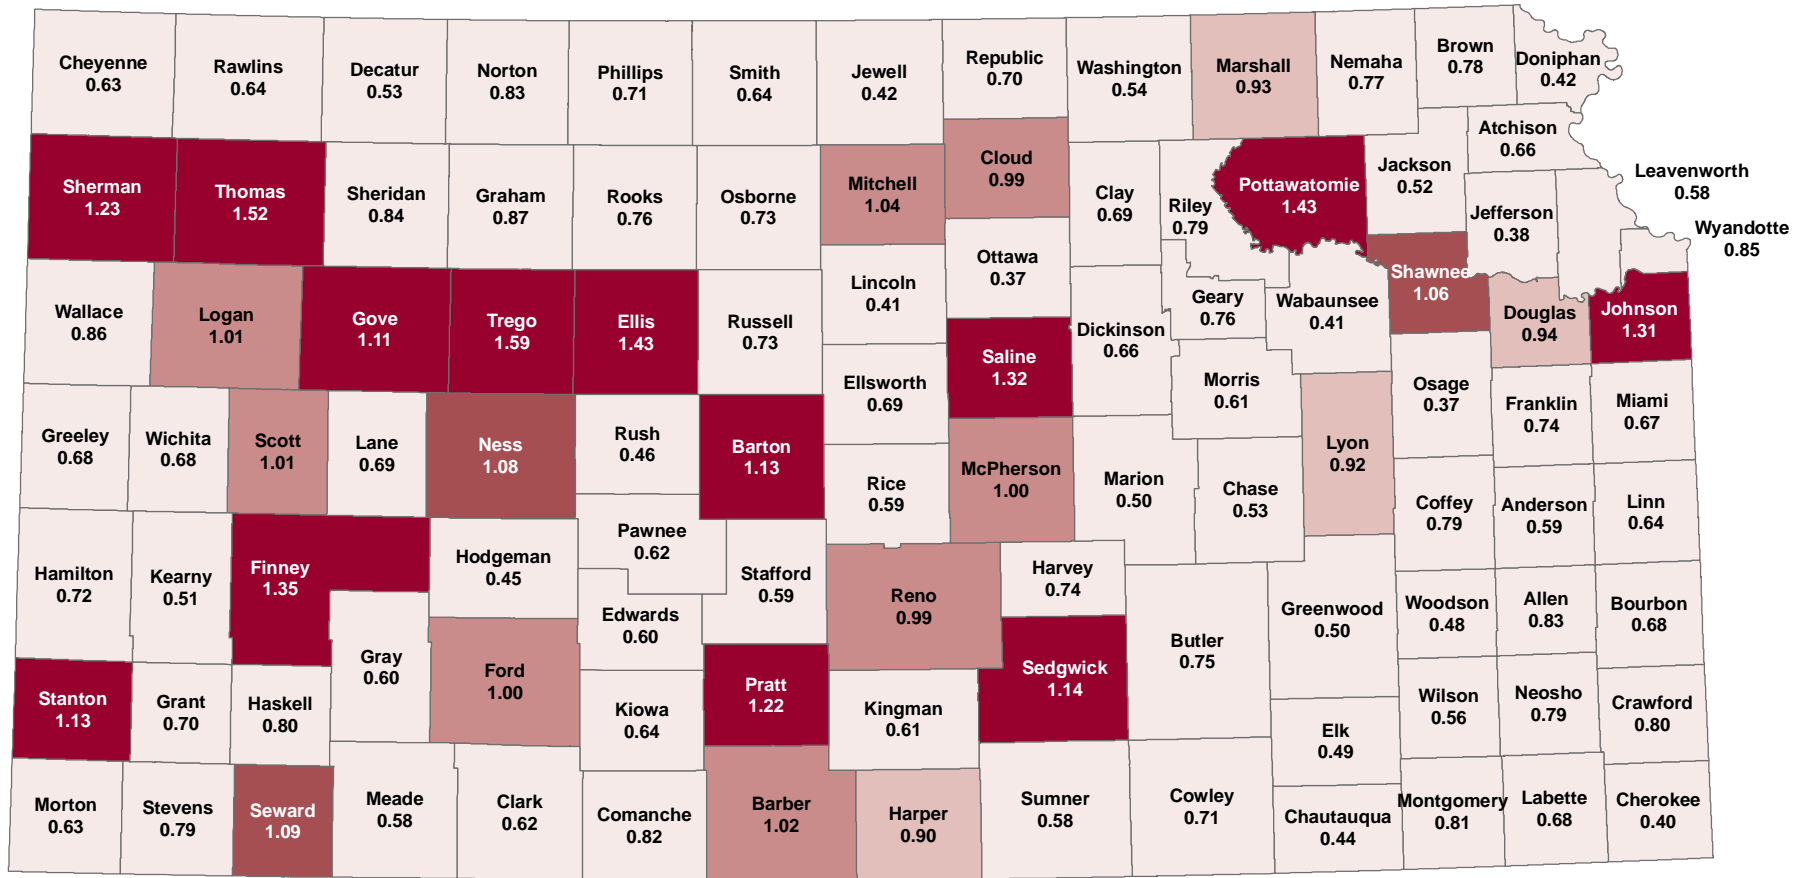 Cheyenne
0.63
Rawlins
0.64
Decatur
0.53
Norton
0.83
Phillips
0.71
Smith
0.64
Jewell
0.42
Republic
0.70
Washington
0.54
Marshall
0.93
Nemaha
0.77
Brown
0.78
Doniphan
0.42
Atchison
0.66
Sherman
1.23
Thomas
1.52
Sheridan
0.84
Graham
0.87
Rooks
0.76
Osborne
0.73
Mitchell
1.04
Cloud
0.99
Clay
0.69
Riley
0.79
Pottawatomie
1.43
Jackson
0.52
Jefferson
0.38
Leavenworth
0.58
Wyandotte
0.85
Wallace
0.86
Logan
1.01
Gove
1.11
Trego
1.59
Ellis
1.43
Russell
0.73
Lincoln
0.41
Ottawa
0.37
Saline
1.32
Dickinson
0.66
Geary
0.76
Wabaunsee
0.41
Shawnee
1.06
Douglas
0.94
Johnson
1.31
Greeley
0.68
Wichita
0.68
Scott
1.01
Lane
0.69
Ness
1.08
Rush
0.46
Barton
1.13
Ellsworth
0.69
Rice
0.59
McPherson
1.00
Marion
0.50
Morris
0.61
Chase
0.53
Lyon
0.92
Osage
0.37
Franklin
0.74
Miami
0.67
Coffey
0.79
Anderson
0.59
Linn
0.64
Hamilton
0.72
Kearny
0.51
Finney
1.35
Hodgeman
0.45
Pawnee
0.62
Stafford
0.59
Edwards
0.60
Gray
0.60
Ford
1.00
Reno
0.99
Harvey
0.74
Sedgwick
1.14
Butler
0.75
Greenwood
0.50
Woodson
0.48
Allen
0.83
Bourbon
0.68
Stanton
1.13
Grant
0.70
Haskell
0.80
Kiowa
0.64
Pratt
1.22
Kingman
0.61
Elk
0.49
Wilson
0.56
Neosho
0.79
Crawford
0.80
Morton
0.63
Stevens
0.79
Seward
1.09
Meade
0.58
Clark
0.62
Comanche
0.82
Barber
1.02
Harper
0.90
Sumner
0.58
Cowley
0.71
Chautauqua
0.44
Montgomery
0.81
Labette
0.68
Cherokee
0.40